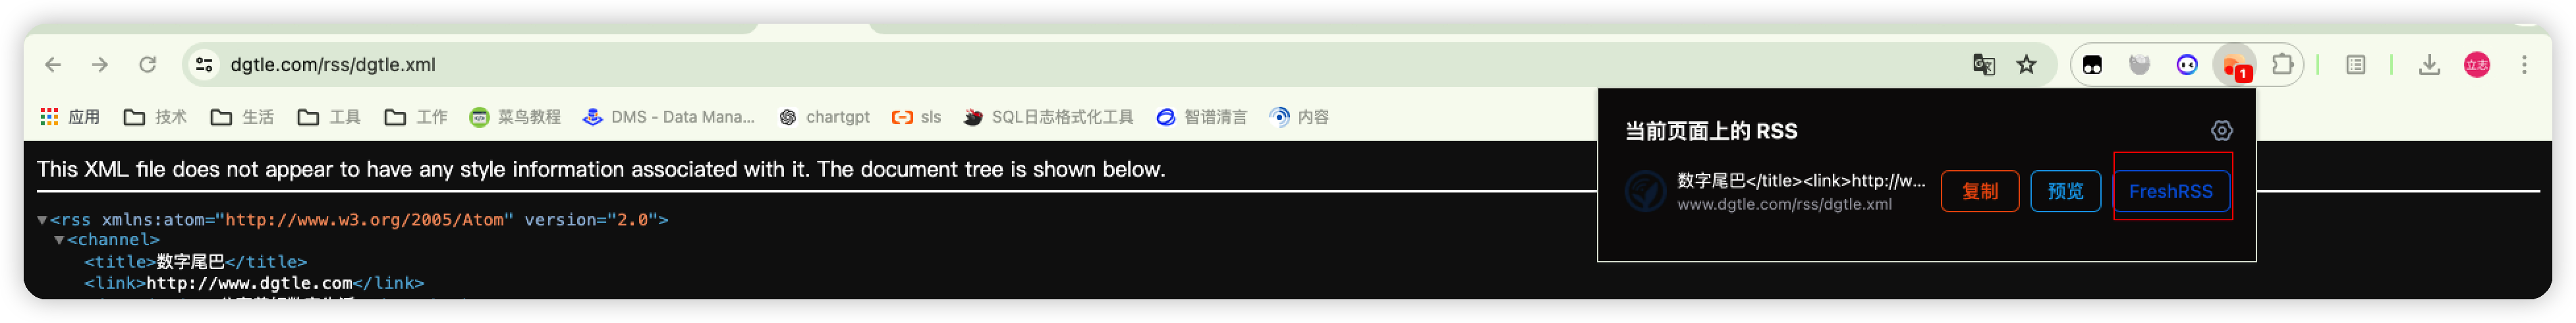 dgtle.com/rss/dgtle.xml
立志
应用 技术 生活 工具 工作 菜鸟教程 DMS - Data Mana... chartgpt sls SQL日志格式化工具 智谱清言 内容
This XML file does not appear to have any style information associated with it. The document tree is shown below.
▼<rss xmlns:atom="http://www.w3.org/2005/Atom" version="2.0">
▼<channel>
<title>数字尾巴</title>
<link>http://www.dgtle.com</link>
1
当前页面上的 RSS
数字尾巴</title><link>http://w...
www.dgtle.com/rss/dgtle.xml
复制 预览 FreshRSS